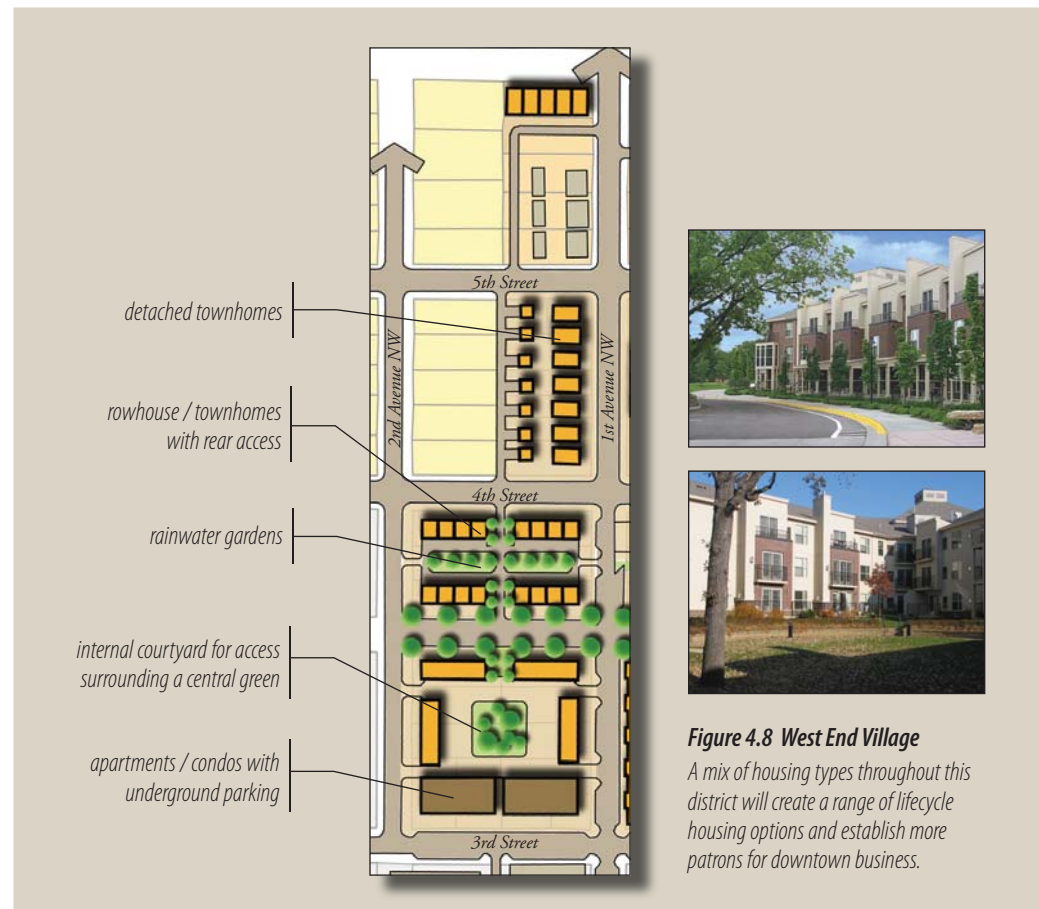 5th Street
detached townhomes
2nd Avenue NW
1st Avenue NW
rowhouse / townhomes
with rear access
4th Street
rainwater gardens
internal courtyard for access
surrounding a central green
apartments / condos with
underground parking
3rd Street
Figure 4.8 West End Village
A mix of housing types throughout this
district will create a range of lifecycle
housing options and establish more
patrons for downtown business.